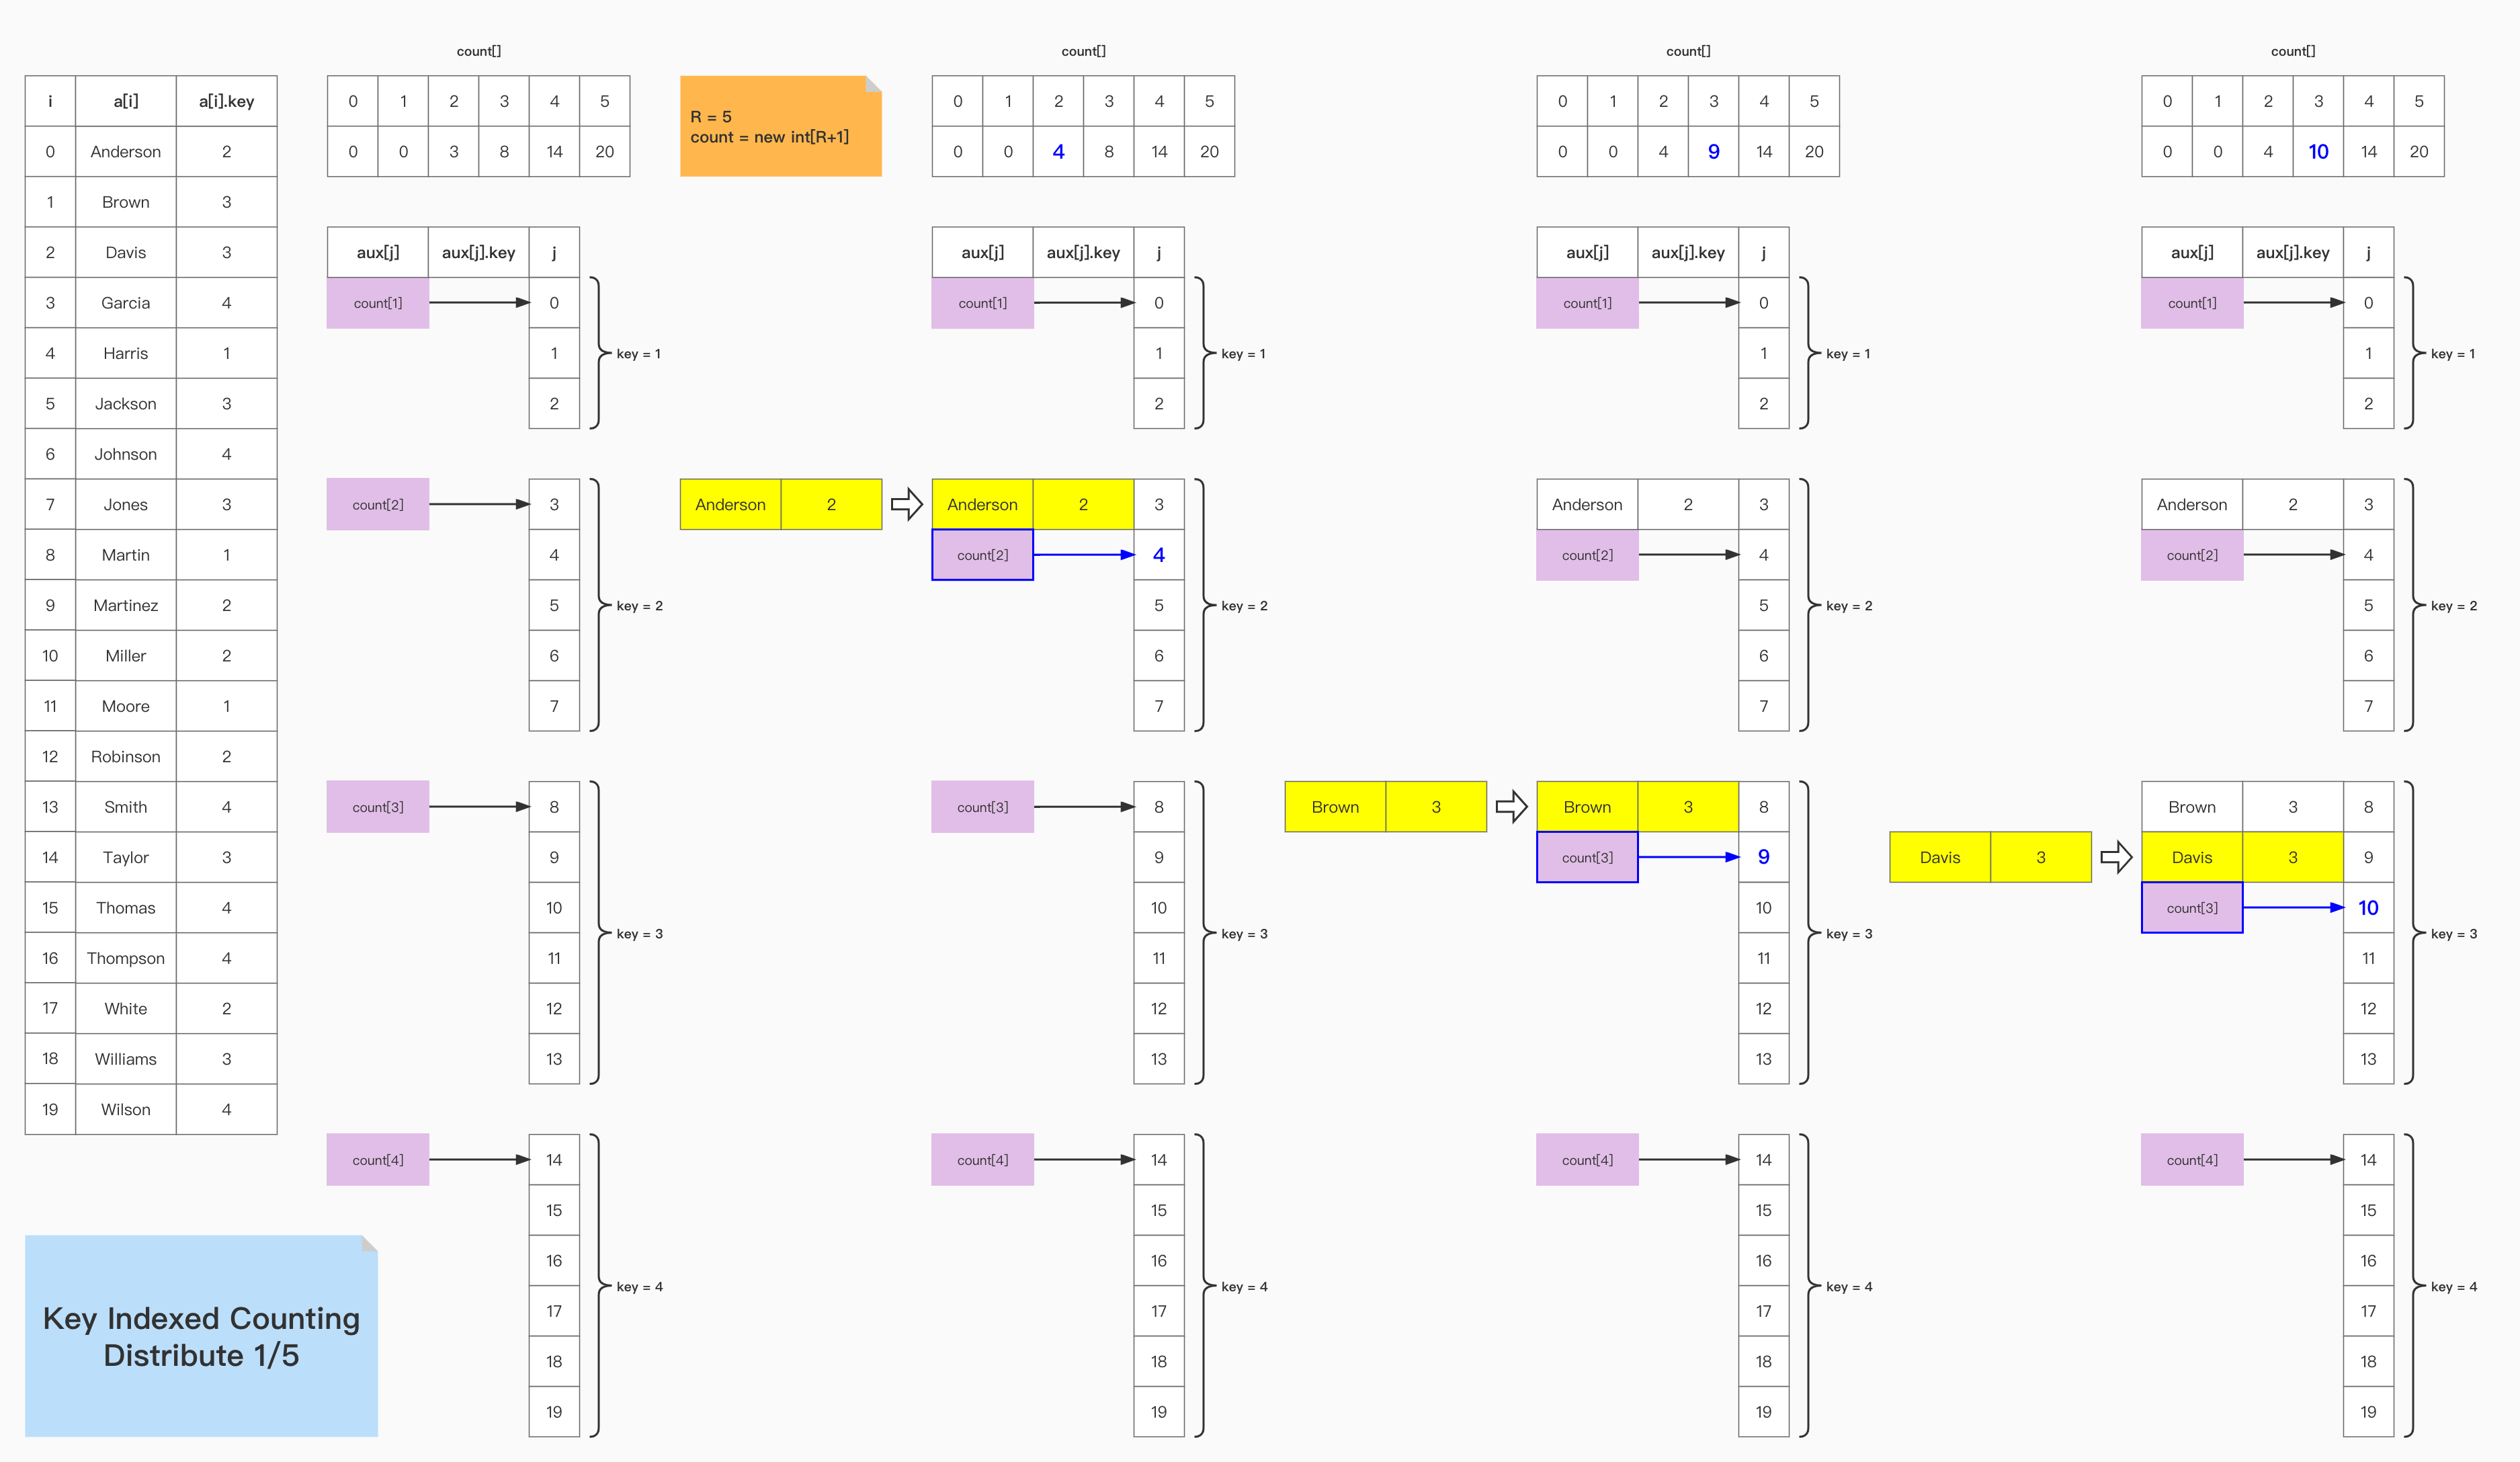 count[]
count[]
count[]
count[]
i a[i] a[i].key
0 1 2 3 4 5
0 1 2 3 4 5
0 1 2 3 4 5
0 1 2 3 4 5
R = 5
count = new int[R+1]
0 Anderson 2
0 0 3 8 14 20
0 0 4 8 14 20
0 0 4 9 14 20
0 0 4 10 14 20
1 Brown 3
2 Davis 3
3 Garcia 4
4 Harris 1
5 Jackson 3
6 Johnson 4
7 Jones 3
8 Martin 1
9 Martinez 2
10 Miller 2
11 Moore 1
12 Robinson 2
13 Smith 4
14 Taylor 3
15 Thomas 4
16 Thompson 4
17 White 2
18 Williams 3
19 Wilson 4
Key Indexed Counting
Distribute 1/5
aux[j] aux[j].key j
count[1] 0
1
key = 1
2
count[2] 3
4
5
key = 2
6
7
count[3] 8
9
10
key = 3
11
12
13
count[4] 14
15
16
key = 4
17
18
19
aux[j] aux[j].key j
count[1] 0
1
key = 1
2
Anderson 2
Anderson 2 3
count[2] 4
5
key = 2
6
7
count[3] 8
9
10
key = 3
11
12
13
count[4] 14
15
16
key = 4
17
18
19
aux[j] aux[j].key j
count[1] 0
1
key = 1
2
Anderson 2 3
count[2] 4
5
key = 2
6
7
Brown 3
Brown 3 8
count[3] 9
10
key = 3
11
12
13
count[4] 14
15
16
key = 4
17
18
19
aux[j] aux[j].key j
count[1] 0
1
key = 1
2
Anderson 2 3
count[2] 4
5
key = 2
6
7
Brown 3 8
Davis 3
Davis 3 9
count[3] 10
key = 3
11
12
13
count[4] 14
15
16
key = 4
17
18
19